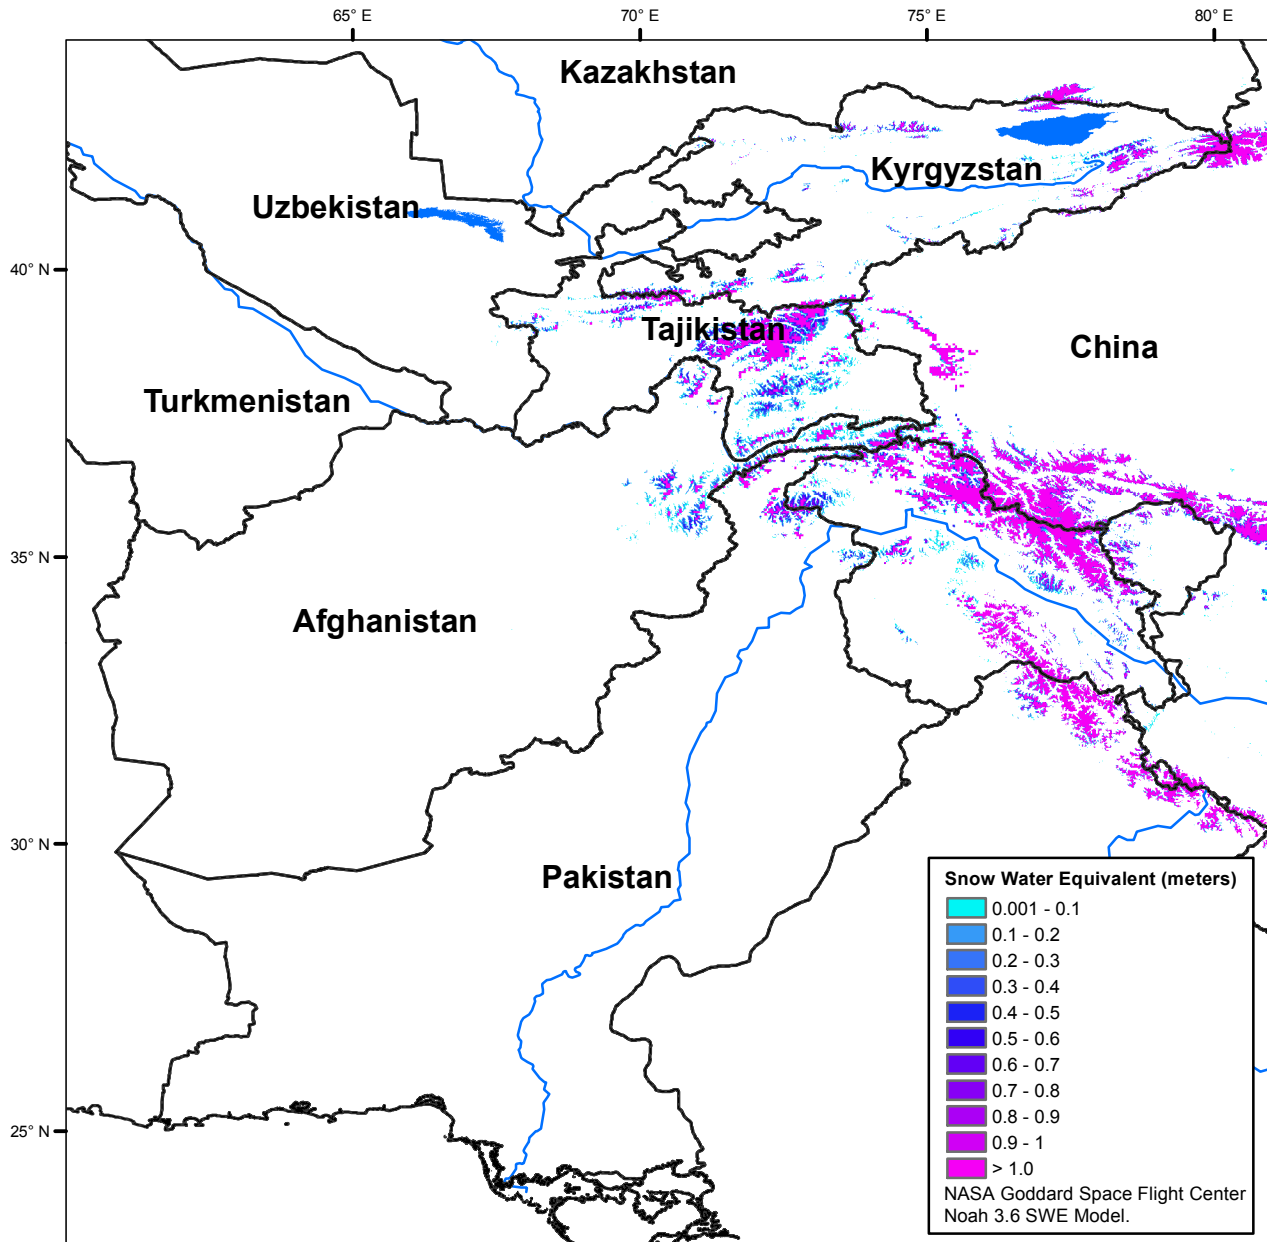 65° E
70° E
75° E
80° E
Kazakhstan
Kyrgyzstan
Uzbekistan
40° N
Tajikistan
China
Turkmenistan
35° N
Afghanistan
30° N
Pakistan
25° N
Snow Water Equivalent (meters)
0.001 - 0.1
0.1 - 0.2
0.2 - 0.3
0.3 - 0.4
0.4 - 0.5
0.5 - 0.6
0.6 - 0.7
0.7 - 0.8
0.8 - 0.9
0.9 - 1
> 1.0
NASA Goddard Space Flight Center
Noah 3.6 SWE Model.